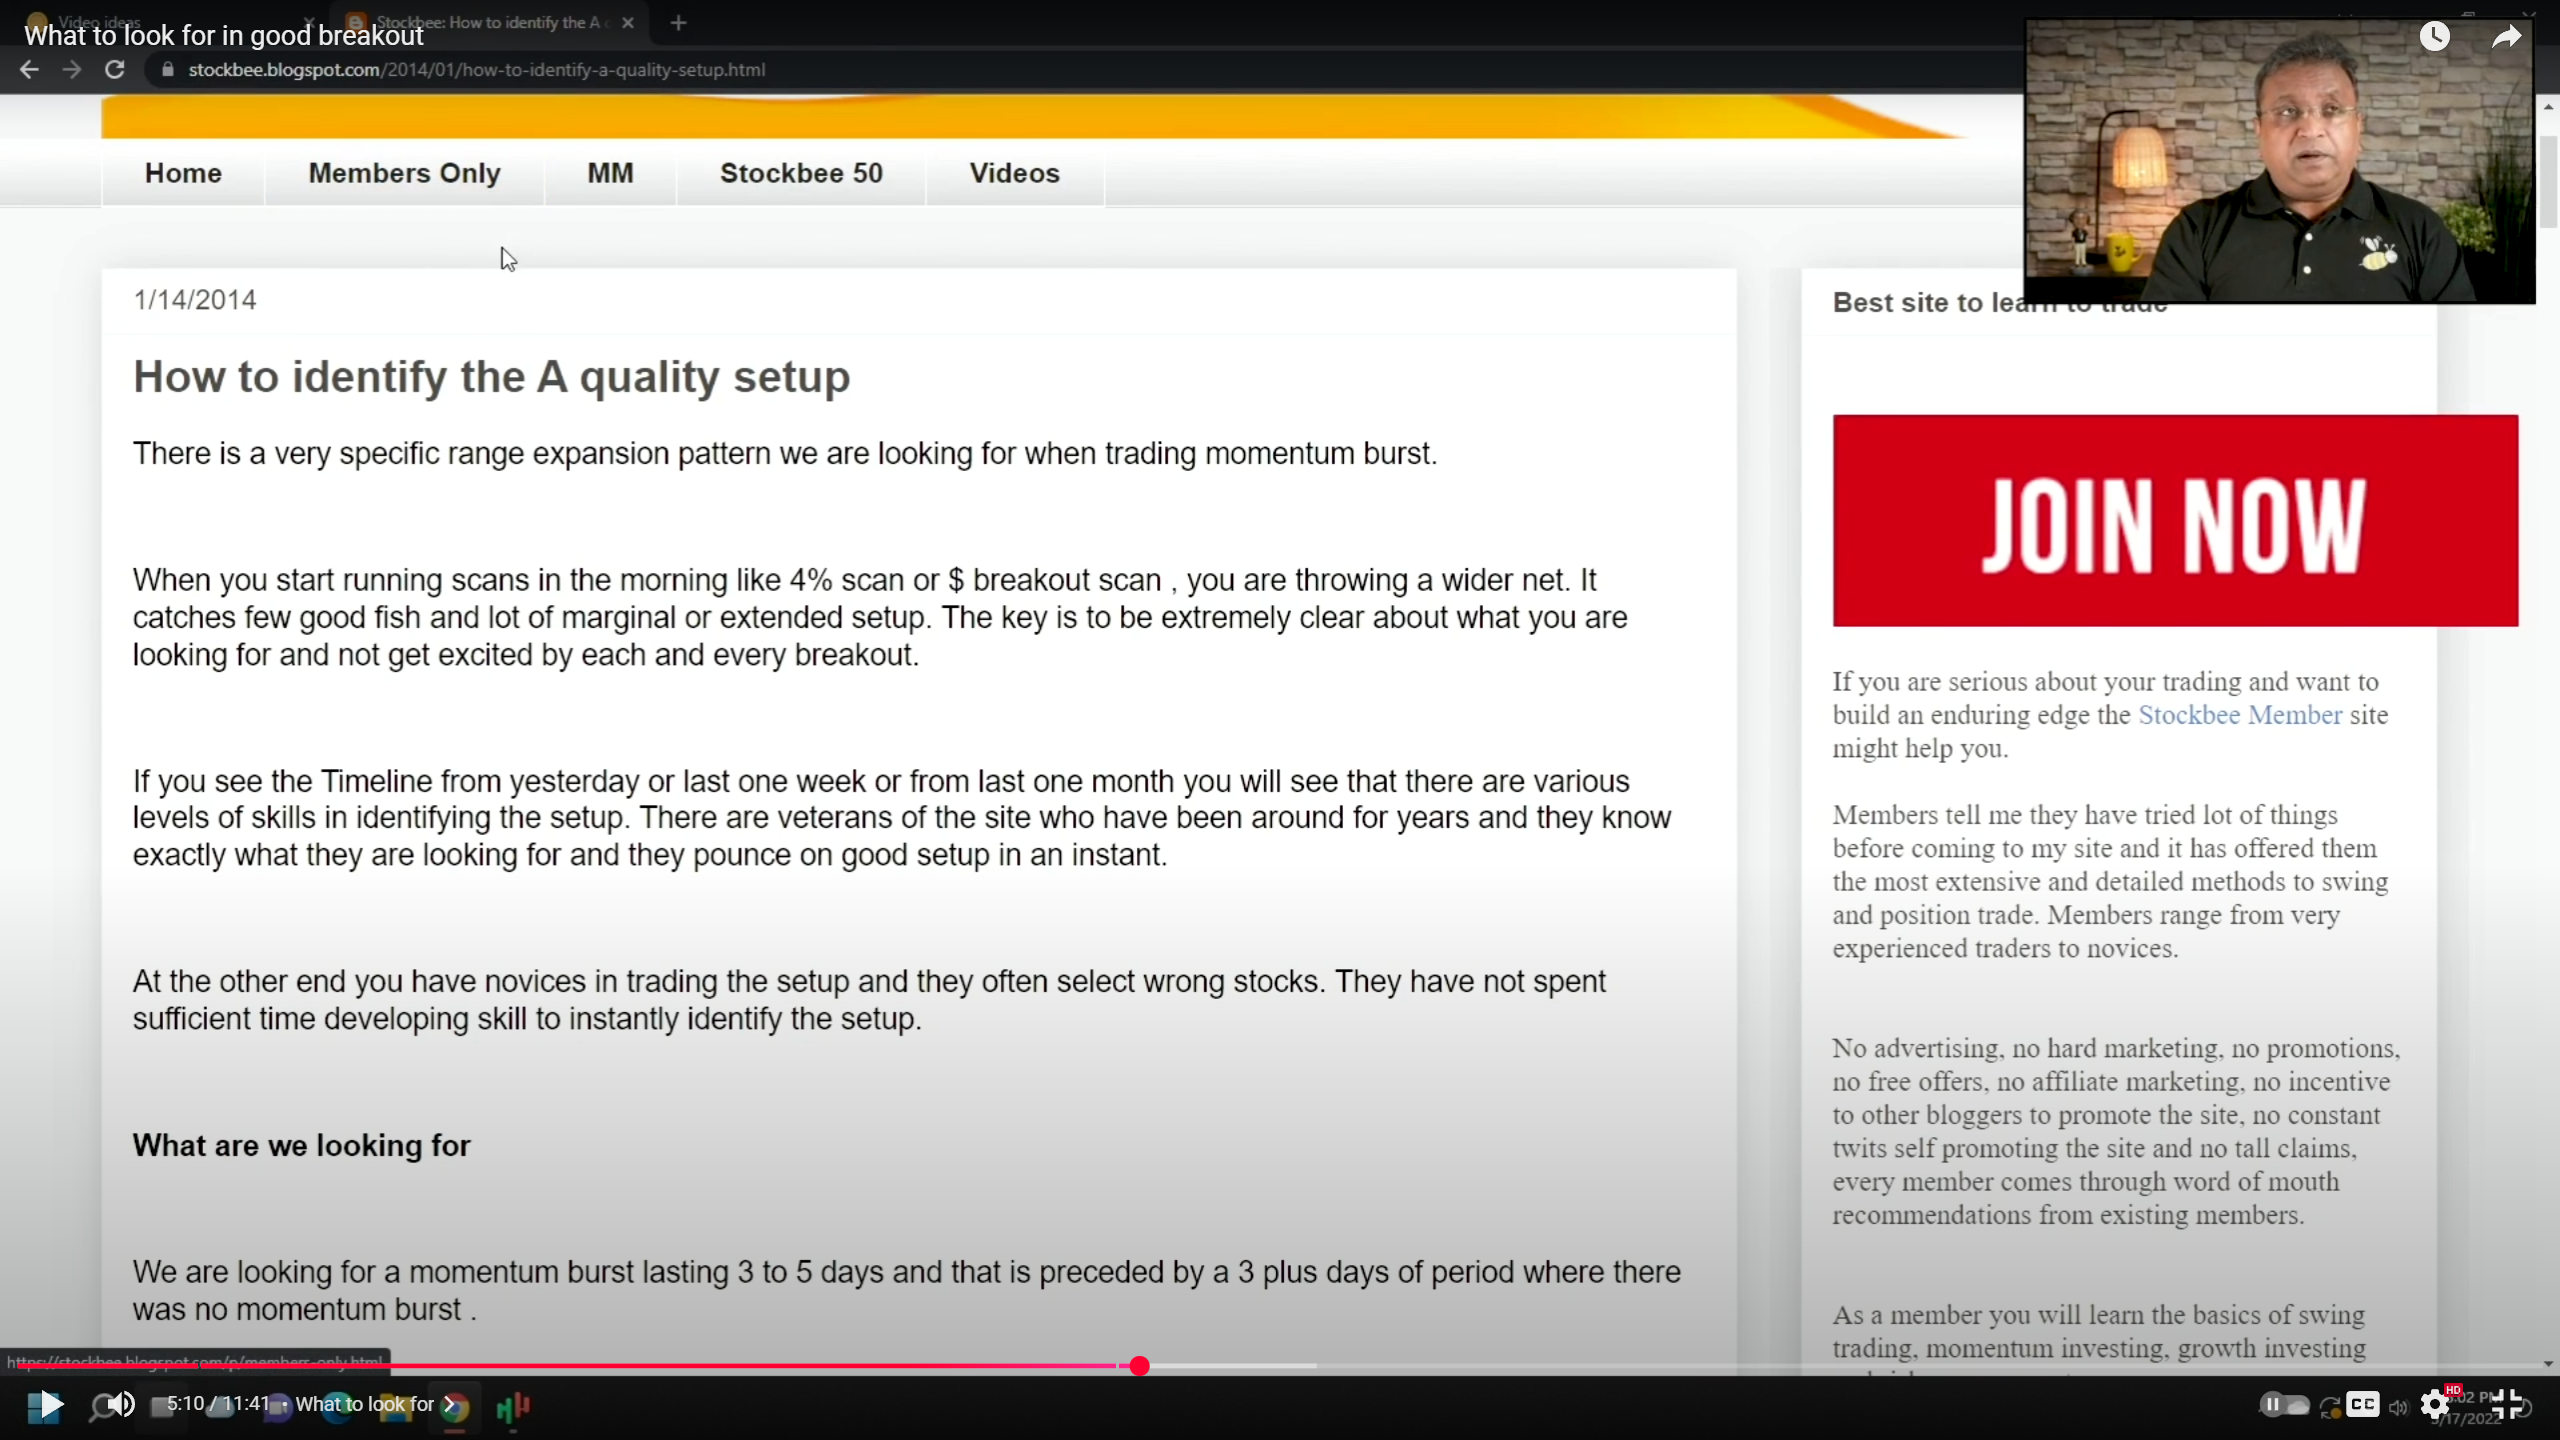 Video ideas
Stockbee: How to identify the A
What to look for in good breakout
stockbee.blogspot.com/2014/01/how-to-identify-a-quality-setup.html
Home
Members Only
MM
Stockbee 50
Videos
1/14/2014
How to identify the A quality setup
There is a very specific range expansion pattern we are looking for when trading momentum burst.
When you start running scans in the morning like 4% scan or $ breakout scan , you are throwing a wider net. It
catches few good fish and lot of marginal or extended setup. The key is to be extremely clear about what you are
looking for and not get excited by each and every breakout.
If you see the Timeline from yesterday or last one week or from last one month you will see that there are various
levels of skills in identifying the setup. There are veterans of the site who have been around for years and they know
exactly what they are looking for and they pounce on good setup in an instant.
At the other end you have novices in trading the setup and they often select wrong stocks. They have not spent
sufficient time developing skill to instantly identify the setup.
What are we looking for
We are looking for a momentum burst lasting 3 to 5 days and that is preceded by a 3 plus days of period where there
was no momentum burst .
Best site to learn to trade
JOIN NOW
If you are serious about your trading and want to
build an enduring edge the Stockbee Member site
might help you.
Members tell me they have tried lot of things
before coming to my site and it has offered them
the most extensive and detailed methods to swing
and position trade. Members range from very
experienced traders to novices.
No advertising, no hard marketing, no promotions,
no free offers, no affiliate marketing, no incentive
to other bloggers to promote the site, no constant
twits self promoting the site and no tall claims,
every member comes through word of mouth
recommendations from existing members.
As a member you will learn the basics of swing
trading, momentum investing, growth investing
https://stockbee.blogspot.com/p/members-only.html
5:10 / 11:41 • What to look for
CC
HD